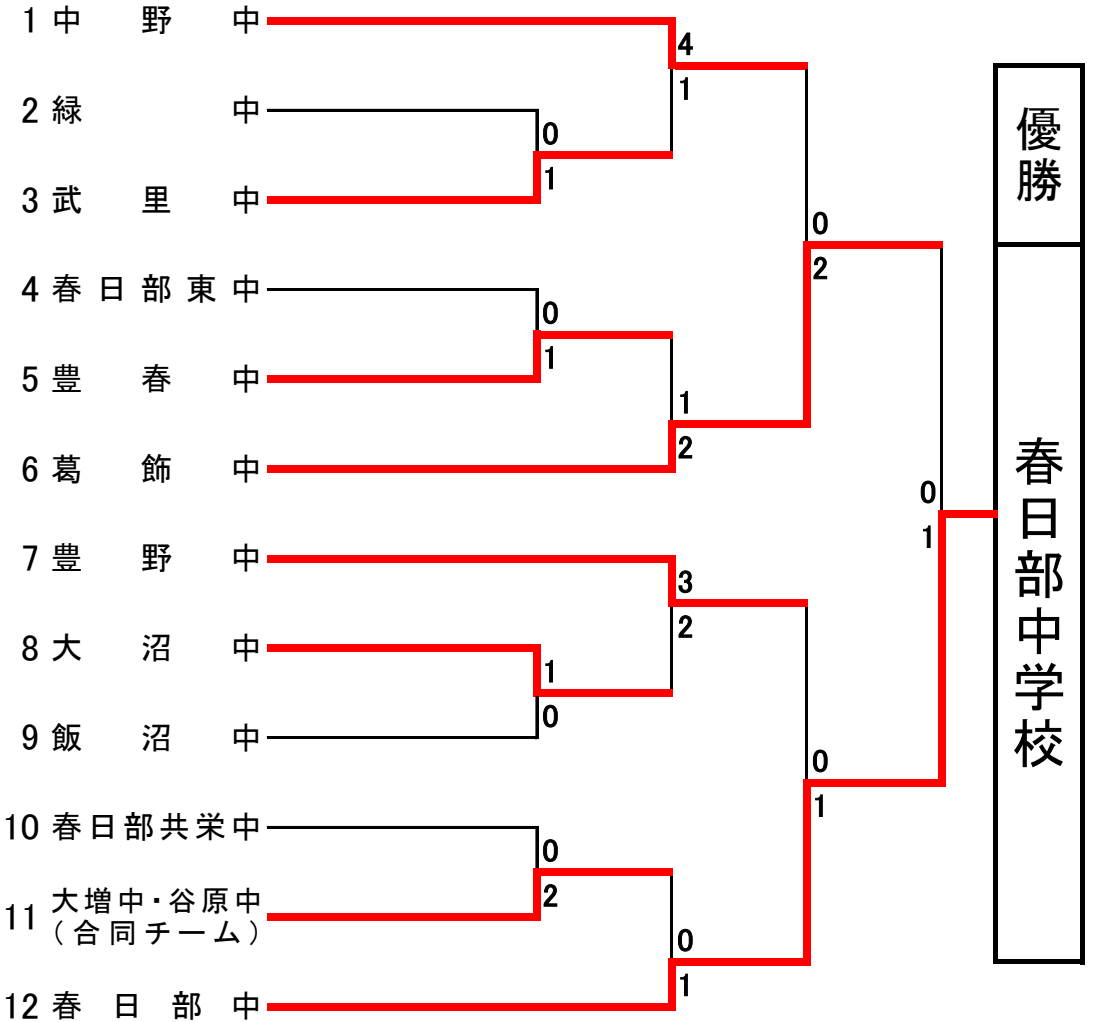 1 中野中
4
1
2 緑中
0
1
3 武里中
0
2
4 春日部東中
0
1
5 豊春中
1
2
6 葛飾中
0
1
7 豊野中
3
2
8 大沼中
1
0
9 飯沼中
0
1
10 春日部共栄中
0
2
11 大増中・谷原中
(合同チーム)
0
1
12 春日部中
優勝
春日部中学校